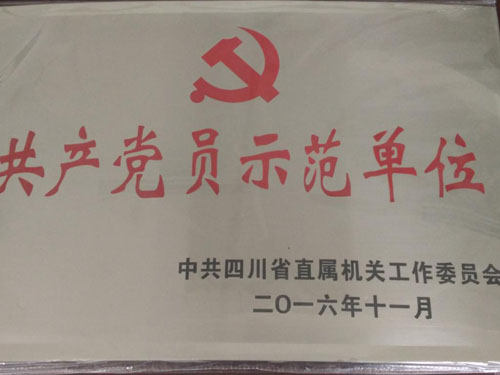 共产党员示范单位
中共四川省直属机关工作委员会
二〇一六年十一月